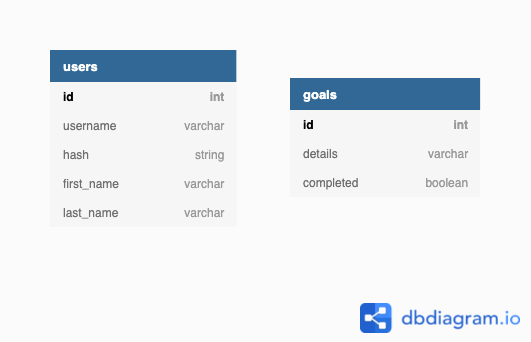 users
id int
username varchar
hash string
first_name varchar
last_name varchar
goals
id int
details varchar
completed boolean
dbdiagram.io